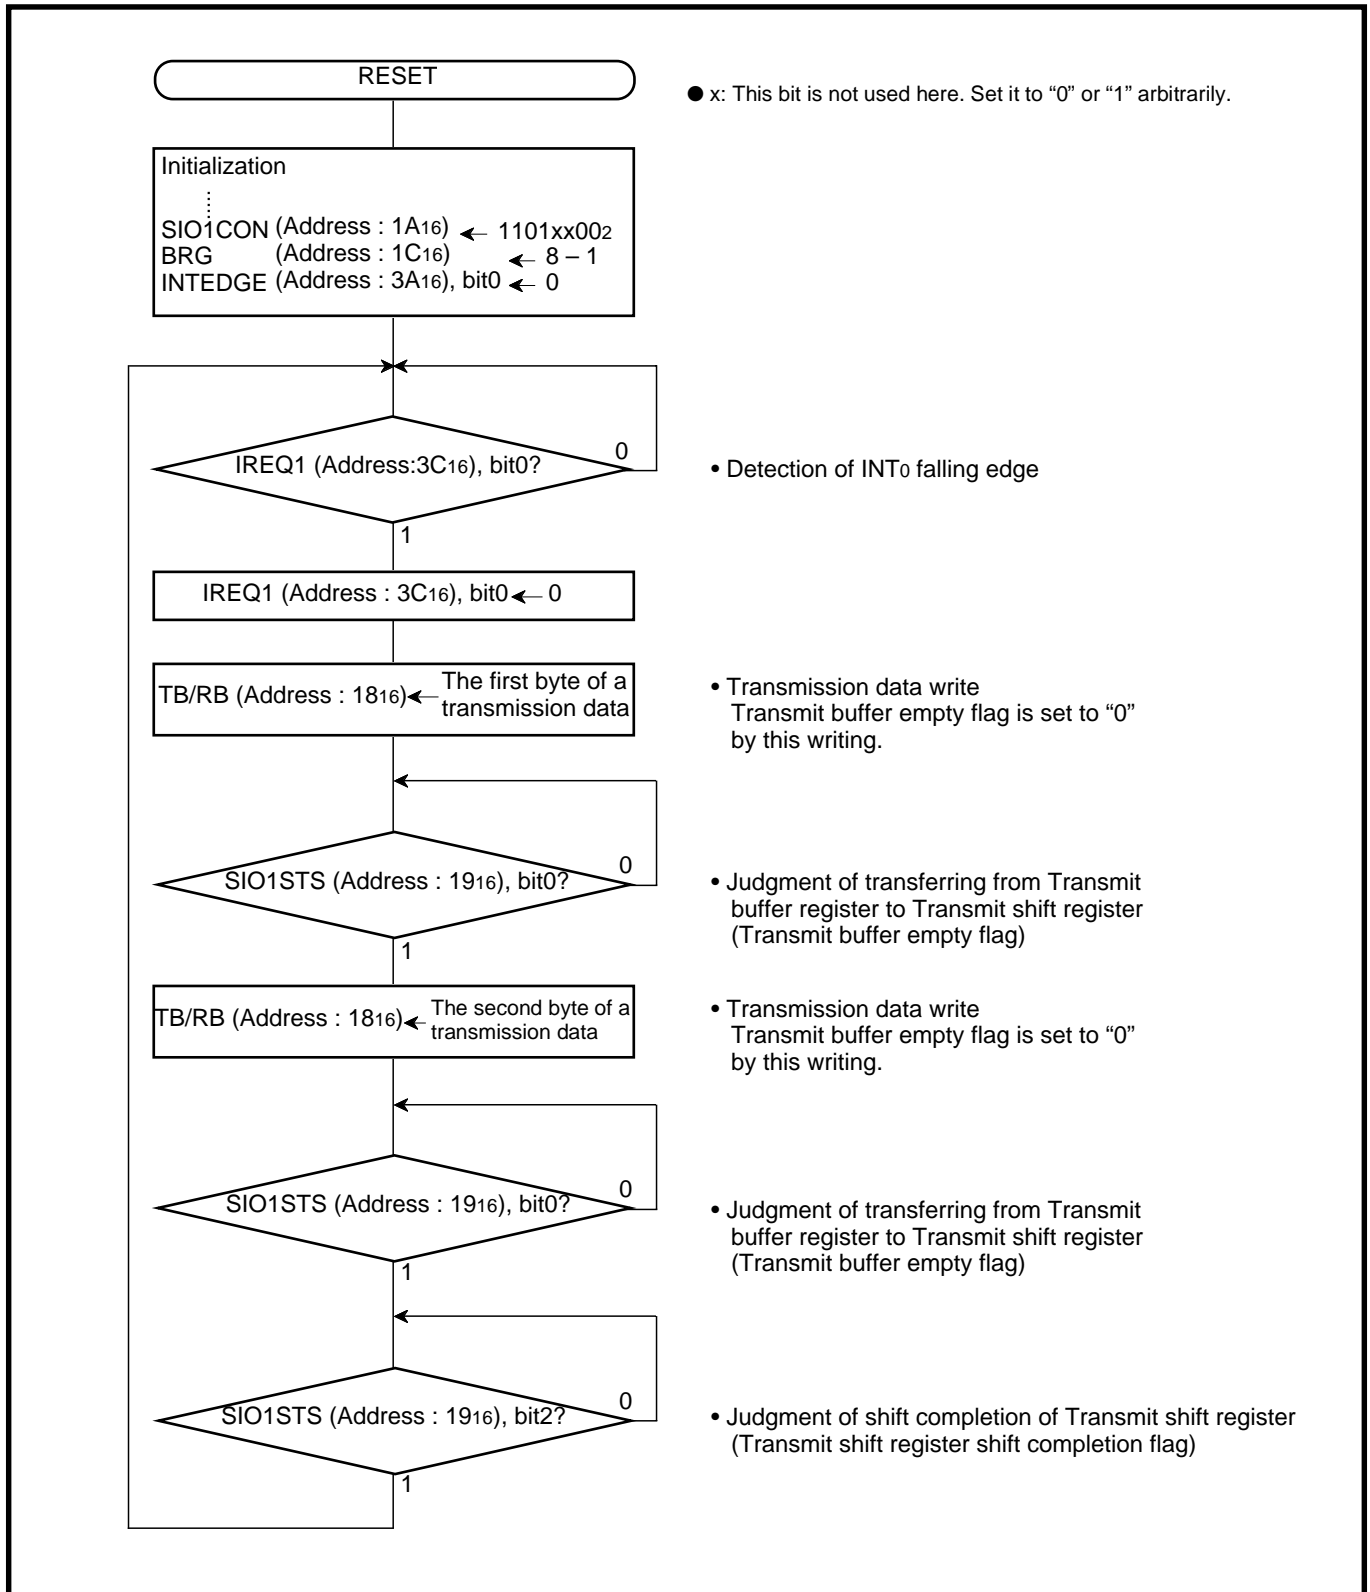 RESET
● x: This bit is not used here. Set it to “0” or “1” arbitrarily.
Initialization
SIO1CON (Address : 1A16) ← 1101xx002
BRG (Address : 1C16) ← 8 – 1
INTEDGE (Address : 3A16), bit0 ← 0
IREQ1 (Address:3C16), bit0?
0
• Detection of INT0 falling edge
1
IREQ1 (Address : 3C16), bit0 ← 0
TB/RB (Address : 1816) ← The first byte of a
transmission data
• Transmission data write
Transmit buffer empty flag is set to “0”
by this writing.
SIO1STS (Address : 1916), bit0?
0
• Judgment of transferring from Transmit
buffer register to Transmit shift register
(Transmit buffer empty flag)
1
TB/RB (Address : 1816) ← The second byte of a
transmission data
• Transmission data write
Transmit buffer empty flag is set to “0”
by this writing.
SIO1STS (Address : 1916), bit0?
0
• Judgment of transferring from Transmit
buffer register to Transmit shift register
(Transmit buffer empty flag)
1
SIO1STS (Address : 1916), bit2?
0
• Judgment of shift completion of Transmit shift register
(Transmit shift register shift completion flag)
1